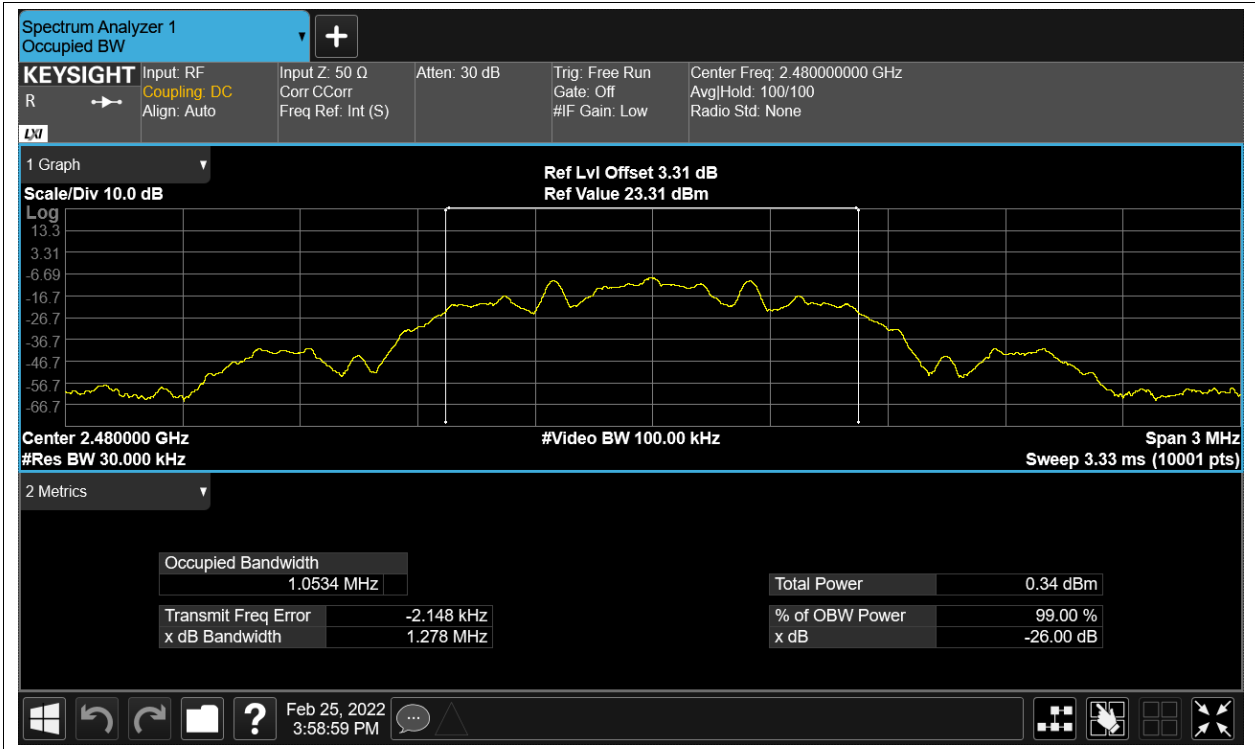 Spectrum Analyzer 1
Occupied BW
KEYSIGHT
R
LXI
Input: RF
Coupling: DC
Align: Auto
Input Z: 50 Ω
Corr CCorr
Freq Ref: Int (S)
Atten: 30 dB
Trig: Free Run
Gate: Off
#IF Gain: Low
Center Freq: 2.480000000 GHz
Avg|Hold: 100/100
Radio Std: None
1 Graph
Scale/Div 10.0 dB
Ref Lvl Offset 3.31 dB
Ref Value 23.31 dBm
Log
13.3
3.31
-6.69
-16.7
-26.7
-36.7
-46.7
-56.7
-66.7
Center 2.480000 GHz
#Video BW 100.00 kHz
Span 3 MHz
#Res BW 30.000 kHz
Sweep 3.33 ms (10001 pts)
2 Metrics
Occupied Bandwidth
1.0534 MHz
Transmit Freq Error -2.148 kHz
x dB Bandwidth 1.278 MHz
Total Power 0.34 dBm
% of OBW Power 99.00 %
x dB -26.00 dB
?
Feb 25, 2022
3:58:59 PM